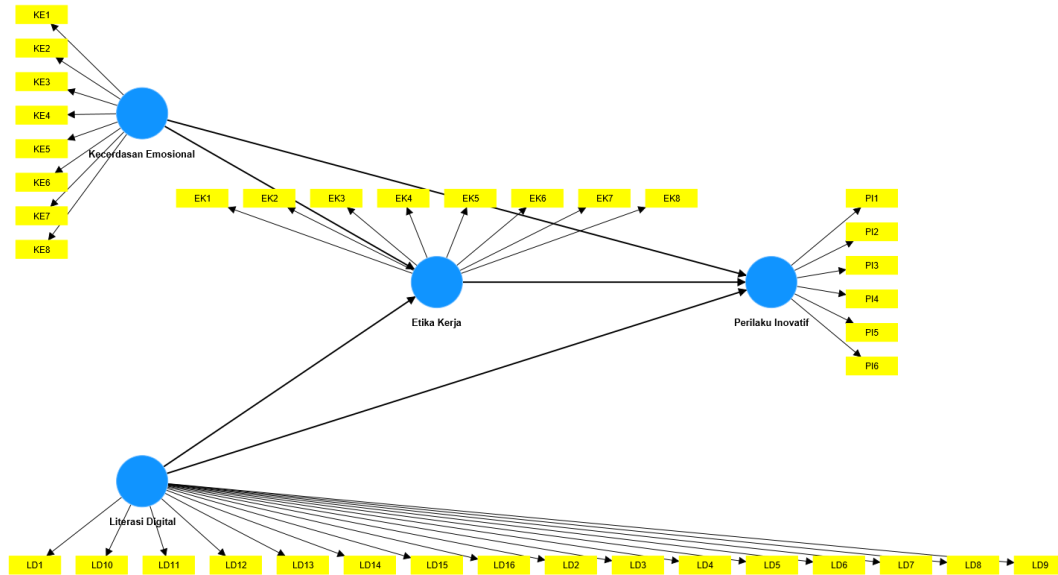 KE1
KE2
KE3
KE4
KE5
KE6
KE7
KE8
Kecerdasan Emosional
EK1 EK2 EK3 EK4 EK5 EK6 EK7 EK8
Etika Kerja
PI1
PI2
PI3
PI4
PI5
PI6
Perilaku Inovatif
Literasi Digital
LD1 LD10 LD11 LD12 LD13 LD14 LD15 LD16 LD2 LD3 LD4 LD5 LD6 LD7 LD8 LD9